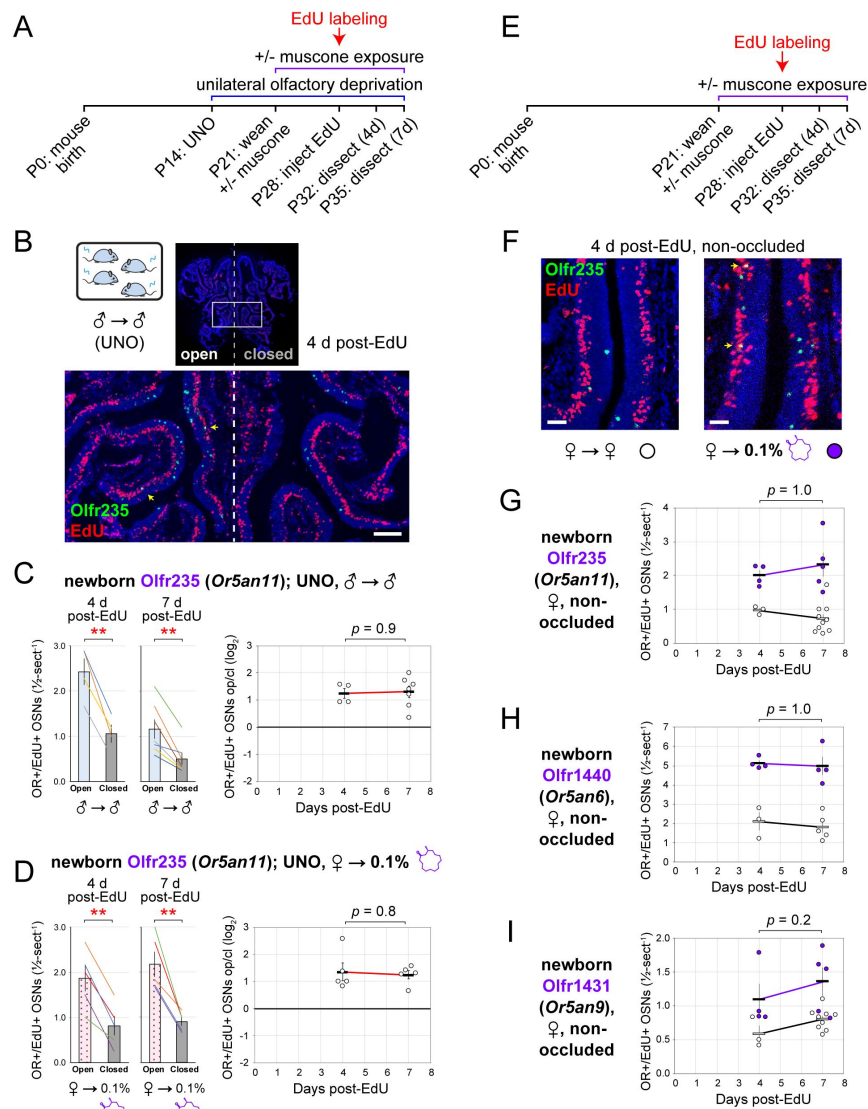 A
EdU labeling
+/- muscone exposure
unilateral olfactory deprivation
P0: mouse
birth
P14: UNO
P21: wean
+/- muscone
P28: inject EdU
P32: dissect (4d)
P35: dissect (7d)
E
EdU labeling
+/- muscone exposure
P0: mouse
birth
P21: wean
+/- muscone
P28: inject EdU
P32: dissect (4d)
P35: dissect (7d)
B
♂ → ♂
(UNO)
open
closed
4 d post-EdU
Olfr235
EdU
F
4 d post-EdU, non-occluded
Olfr235
EdU
♀ → ♀
♀ → 0.1%
C
newborn Olfr235 (Or5an11); UNO, ♂ → ♂
4 d
post-EdU
7 d
post-EdU
**
**
OR+/EdU+ OSNs (½-sect⁻¹)
3.0
2.0
1.0
0.0
Open Closed
Open Closed
♂ → ♂
♂ → ♂
p = 0.9
OR+/EdU+ OSNs op/cl (log₂)
3
2
1
0
-1
-2
0 1 2 3 4 5 6 7 8
Days post-EdU
D
newborn Olfr235 (Or5an11); UNO, ♀ → 0.1%
4 d
post-EdU
7 d
post-EdU
**
**
OR+/EdU+ OSNs (½-sect⁻¹)
3.0
2.0
1.0
0.0
Open Closed
Open Closed
♀ → 0.1%
♀ → 0.1%
p = 0.8
OR+/EdU+ OSNs op/cl (log₂)
3
2
1
0
-1
-2
0 1 2 3 4 5 6 7 8
Days post-EdU
G
newborn
Olfr235
(Or5an11),
♀, non-
occluded
p = 1.0
OR+/EdU+ OSNs (½-sect⁻¹)
4
3
2
1
0
0 1 2 3 4 5 6 7 8
Days post-EdU
H
newborn
Olfr1440
(Or5an6),
♀, non-
occluded
p = 1.0
OR+/EdU+ OSNs (½-sect⁻¹)
7
6
5
4
3
2
1
0
0 1 2 3 4 5 6 7 8
Days post-EdU
I
newborn
Olfr1431
(Or5an9),
♀, non-
occluded
p = 0.2
OR+/EdU+ OSNs (½-sect⁻¹)
2.0
1.5
1.0
0.5
0.0
0 1 2 3 4 5 6 7 8
Days post-EdU